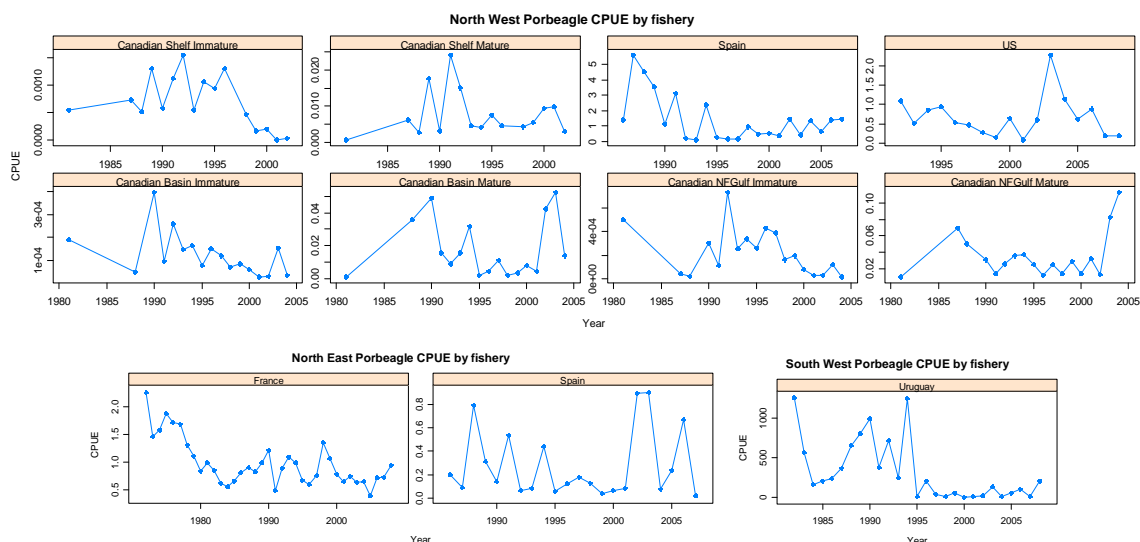 North West Porbeagle CPUE by fishery
Canadian Shelf Immature
Canadian Shelf Mature
Spain
US
0.0000 0.0010
0.000 0.010 0.020
0 1 2 3 4 5
0.0 0.5 1.0 1.5 2.0
1985 1990 1995 2000
1985 1990 1995 2000
1990 1995 2000 2005
1995 2000 2005
CPUE
Canadian Basin Immature
Canadian Basin Mature
Canadian NFGulf Immature
Canadian NFGulf Mature
1e-04 3e-04
0.00 0.02 0.04
0e+00 4e-04
0.02 0.06 0.10
1980 1985 1990 1995 2000 2005
1980 1985 1990 1995 2000 2005
1980 1985 1990 1995 2000 2005
1980 1985 1990 1995 2000 2005
Year
North East Porbeagle CPUE by fishery
France
Spain
CPUE
0.5 1.0 1.5 2.0
0.0 0.2 0.4 0.6 0.8
1980 1990 2000
1990 1995 2000 2005
Year
South West Porbeagle CPUE by fishery
Uruguay
CPUE
0 500 1000
1985 1990 1995 2000 2005
Year